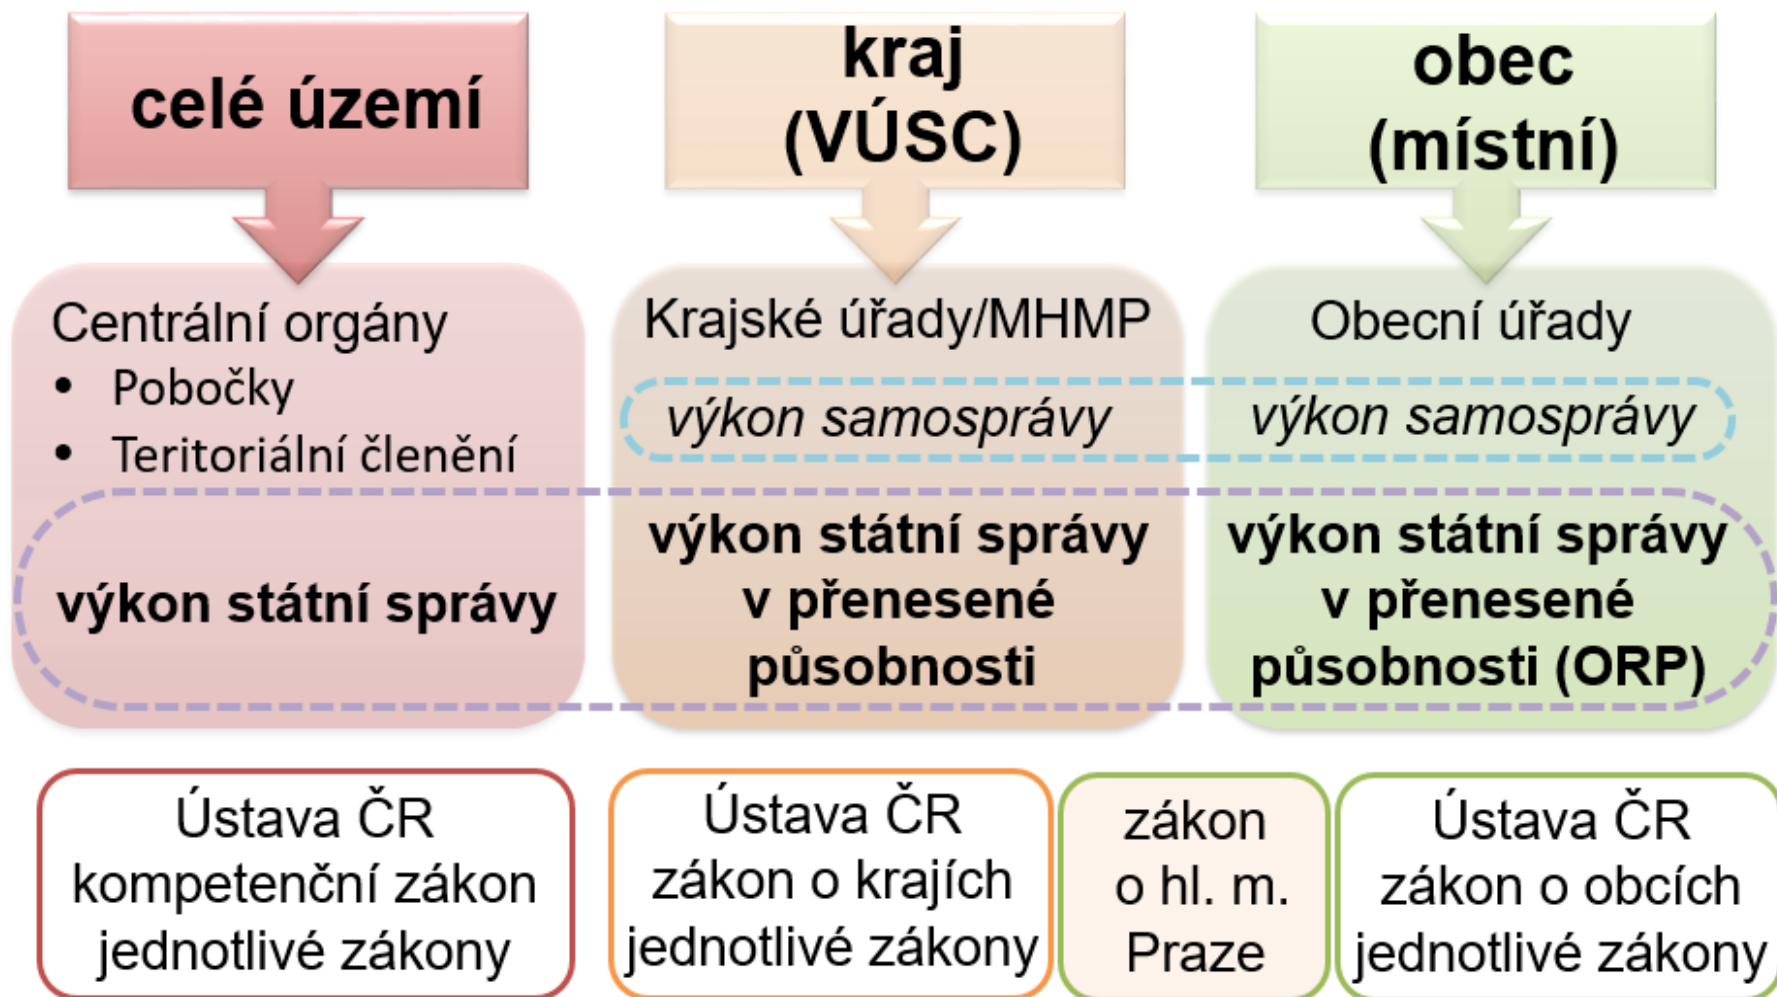 celé území
kraj
(VÚSC)
obec
(místní)
Centrální orgány
• Pobočky
• Teritoriální členění
výkon státní správy
Krajské úřady/MHMP
výkon samosprávy
výkon státní správy
v přenesené
působnosti
Obecní úřady
výkon samosprávy
výkon státní správy
v přenesené
působnosti (ORP)
Ústava ČR
kompetenční zákon
jednotlivé zákony
Ústava ČR
zákon o krajích
jednotlivé zákony
zákon
o hl. m.
Praze
Ústava ČR
zákon o obcích
jednotlivé zákony